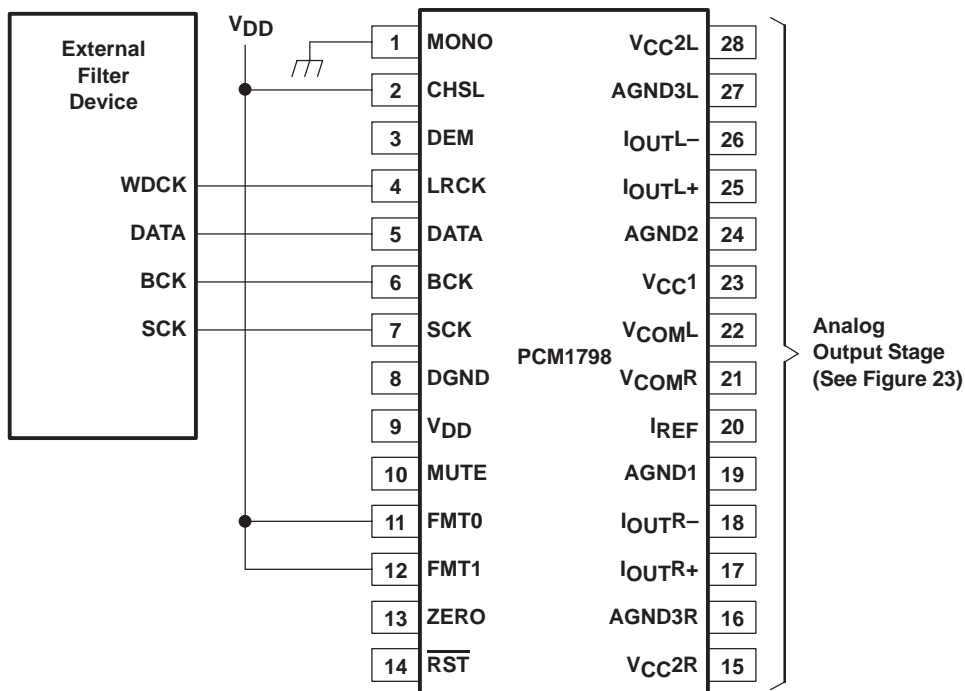 External
Filter
Device
WDCK
DATA
BCK
SCK
VDD
1 MONO
2 CHSL
3 DEM
4 LRCK
5 DATA
6 BCK
7 SCK
8 DGND
9 VDD
10 MUTE
11 FMT0
12 FMT1
13 ZERO
14 RST
PCM1798
VCC2L 28
AGND3L 27
IOUTL– 26
IOUTL+ 25
AGND2 24
VCC1 23
VCOML 22
VCOMR 21
IREF 20
AGND1 19
IOUTR– 18
IOUTR+ 17
AGND3R 16
VCC2R 15
Analog
Output Stage
(See Figure 23)